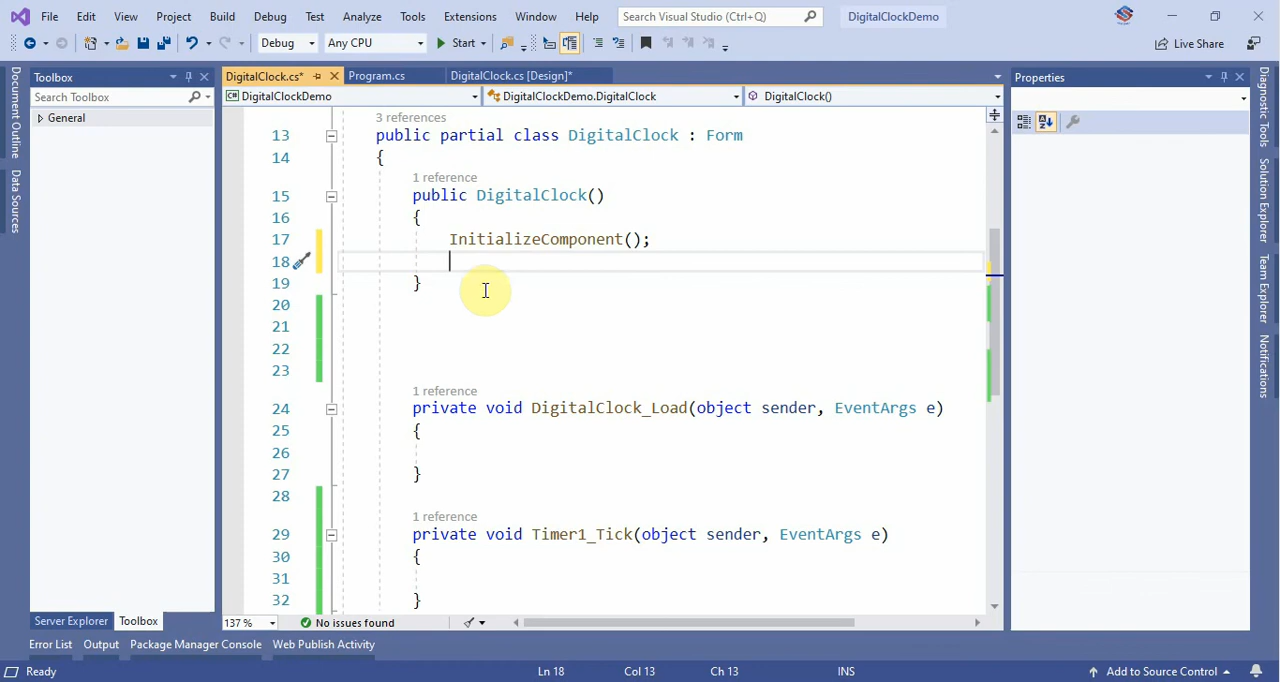 File Edit View Project Build Debug Test Analyze Tools Extensions Window Help Search Visual Studio (Ctrl+Q) DigitalClockDemo
Debug Any CPU Start Live Share
Document Outline
Data Sources
Toolbox
Search Toolbox
General
Server Explorer Toolbox
DigitalClock.cs* Program.cs DigitalClock.cs [Design]*
DigitalClockDemo DigitalClockDemo.DigitalClock DigitalClock()
3 references
13 public partial class DigitalClock : Form
14 {
1 reference
15 public DigitalClock()
16 {
17 InitializeComponent();
18
19 }
20
21
22
23
1 reference
24 private void DigitalClock_Load(object sender, EventArgs e)
25 {
26
27 }
28
1 reference
29 private void Timer1_Tick(object sender, EventArgs e)
30 {
31
32 }
137 % No issues found
Properties
Diagnostic Tools
Solution Explorer
Team Explorer
Notifications
Error List Output Package Manager Console Web Publish Activity
Ready Ln 18 Col 13 Ch 13 INS Add to Source Control